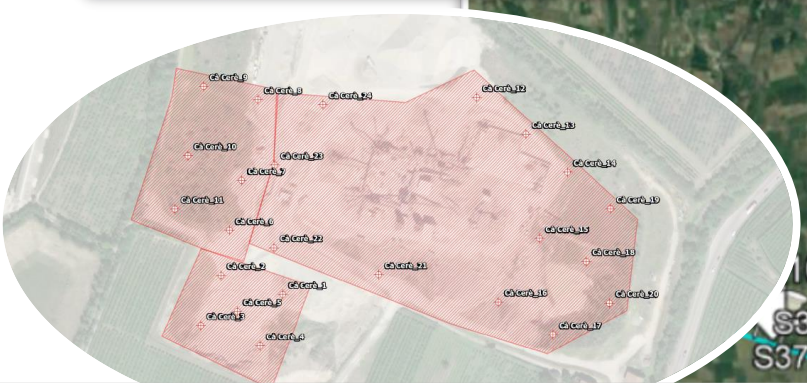 Cà Cerè_9
Cà Cerè_8
Cà Cerè_24
Cà Cerè_12
Cà Cerè_13
Cà Cerè_10
Cà Cerè_23
Cà Cerè_7
Cà Cerè_14
Cà Cerè_11
Cà Cerè_19
Cà Cerè_6
Cà Cerè_15
Cà Cerè_22
Cà Cerè_18
Cà Cerè_2
Cà Cerè_21
Cà Cerè_1
Cà Cerè_5
Cà Cerè_16
Cà Cerè_20
Cà Cerè_3
Cà Cerè_17
Cà Cerè_4
S3
S37